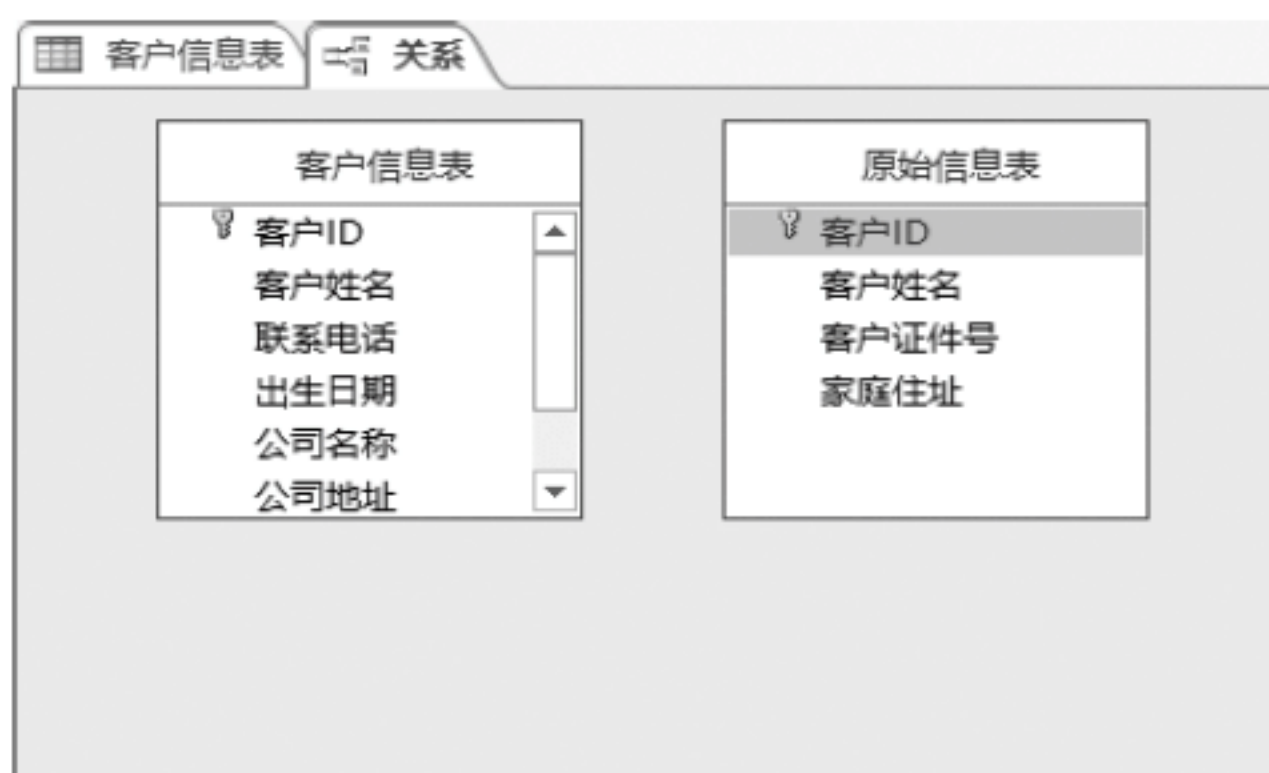 客户信息表 关系
客户信息表
客户ID
客户姓名
联系电话
出生日期
公司名称
公司地址
原始信息表
客户ID
客户姓名
客户证件号
家庭住址